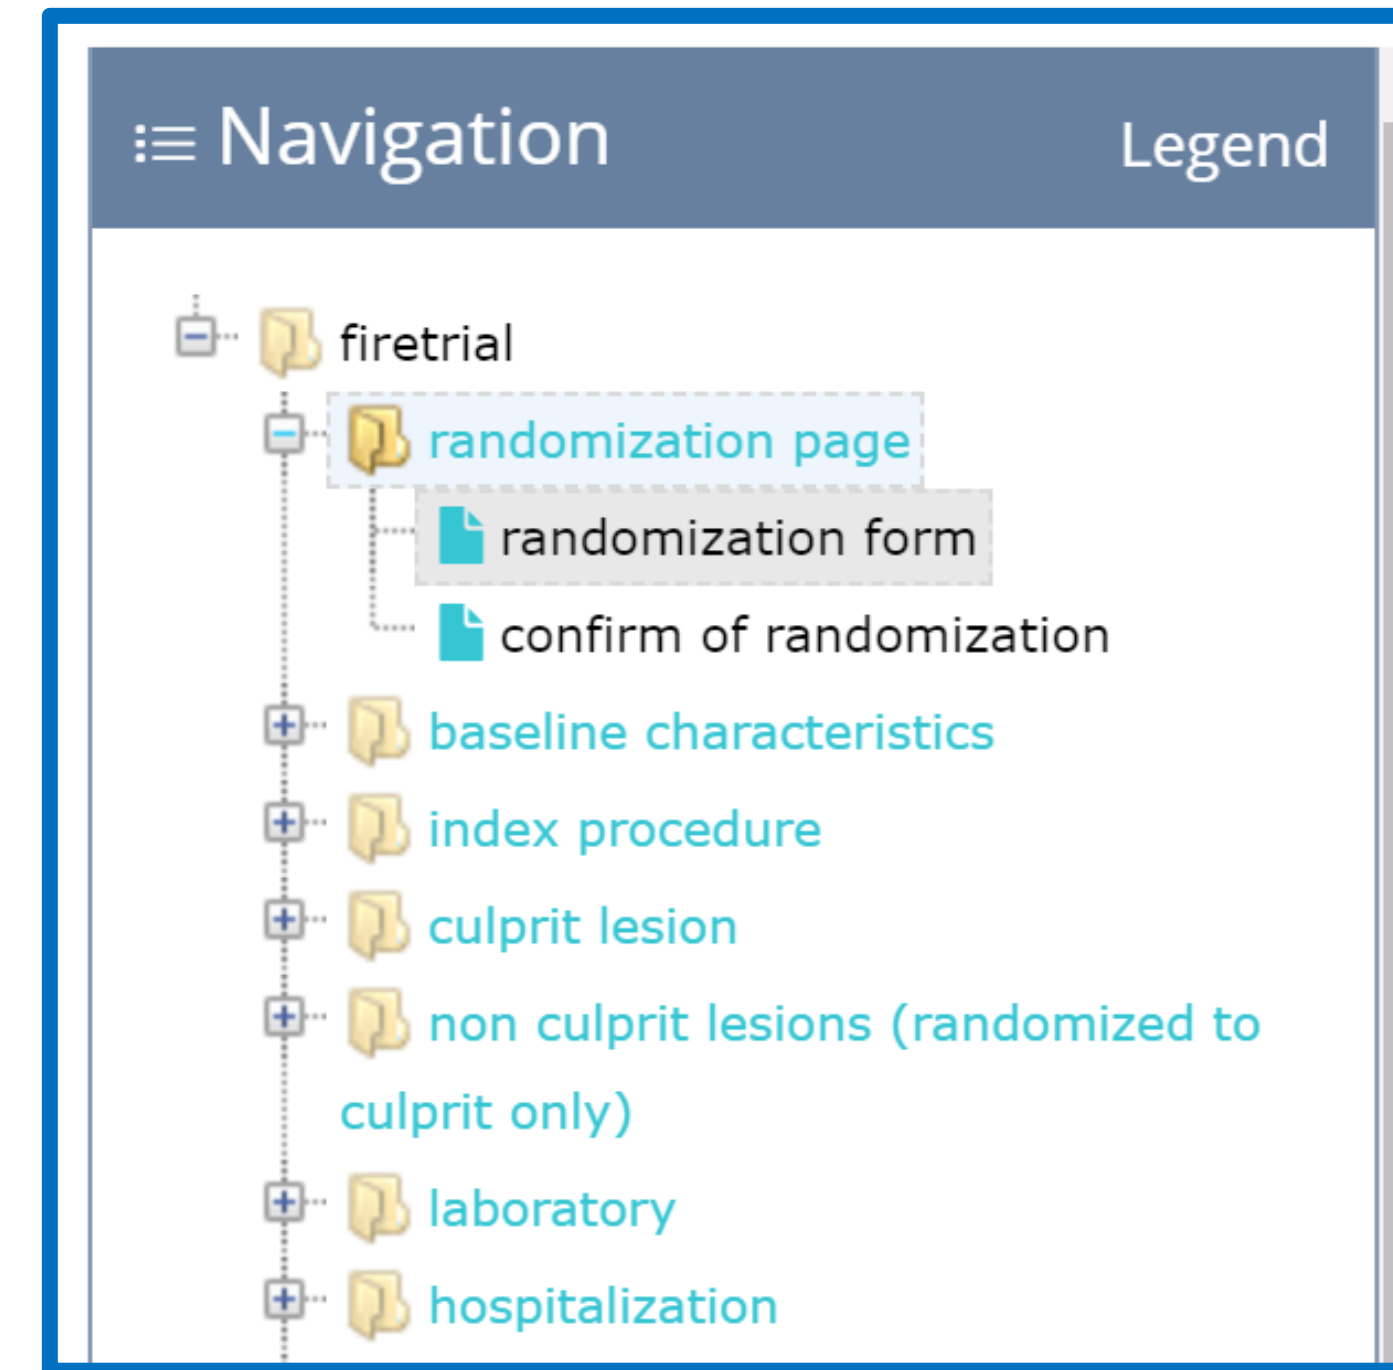 Navigation Legend
firetrial
randomization page
randomization form
confirm of randomization
baseline characteristics
index procedure
culprit lesion
non culprit lesions (randomized to
culprit only)
laboratory
hospitalization